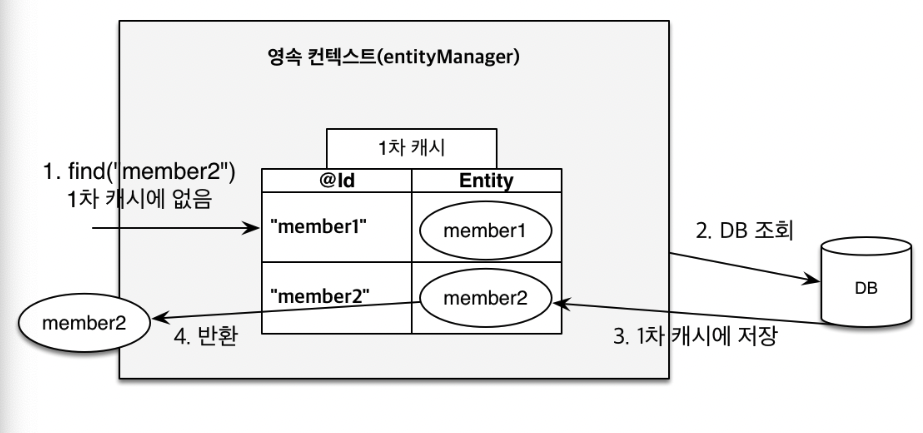 영속 컨텍스트(entityManager)
1차 캐시
1. find("member2")
1차 캐시에 없음
@Id
Entity
"member1"
member1
2. DB 조회
"member2"
member2
DB
member2
4. 반환
3. 1차 캐시에 저장